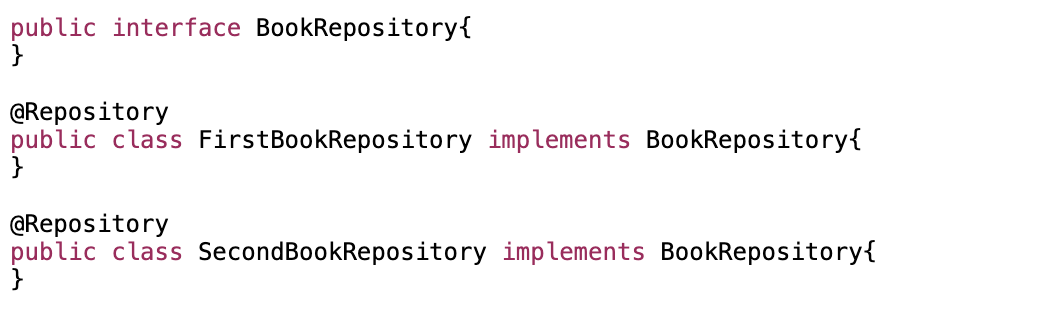 public interface BookRepository{
}
@Repository
public class FirstBookRepository implements BookRepository{
}
@Repository
public class SecondBookRepository implements BookRepository{
}